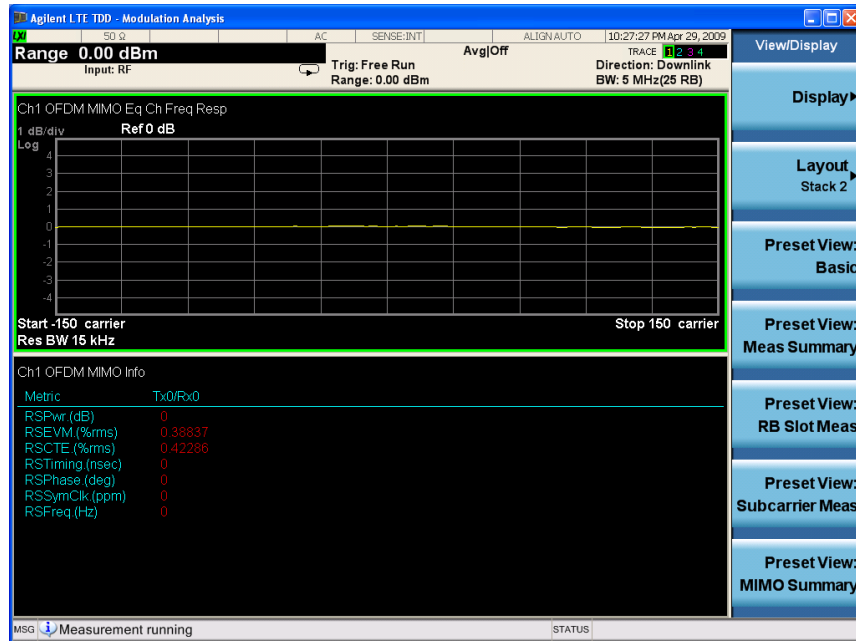 Agilent LTE TDD - Modulation Analysis
LXI 50 Ω AC SENSE:INT ALIGN AUTO 10:27:27 PM Apr 29, 2009
Range 0.00 dBm
Input: RF
Trig: Free Run
Range: 0.00 dBm
Avg|Off
TRACE 1 2 3 4
Direction: Downlink
BW: 5 MHz(25 RB)
Ch1 OFDM MIMO Eq Ch Freq Resp
1 dB/div Ref 0 dB
Log
4
3
2
1
0
-1
-2
-3
-4
Start -150 carrier Stop 150 carrier
Res BW 15 kHz
Ch1 OFDM MIMO Info
Metric Tx0/Rx0
RSPwr.(dB) 0
RSEVM.(%rms) 0.38837
RSCTE.(%rms) 0.42286
RSTiming.(nsec) 0
RSPhase.(deg) 0
RSSymClk.(ppm) 0
RSFreq.(Hz) 0
MSG Measurement running STATUS
View/Display
Display
Layout
Stack 2
Preset View:
Basic
Preset View:
Meas Summary
Preset View:
RB Slot Meas
Preset View:
Subcarrier Meas
Preset View:
MIMO Summary